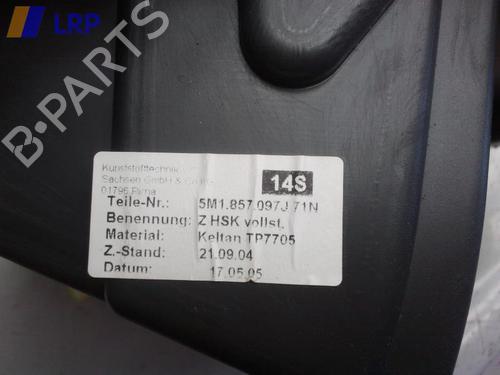 LRP
Kunststofftechnik
Sachsen GmbH & Co KG
01796 Pirna
14S
Teile-Nr.: 5M1.857.097J 71N
Benennung: Z HSK vollst.
Material: Keltan TP7705
Z.-Stand: 21.09.04
Datum: 17.05.05